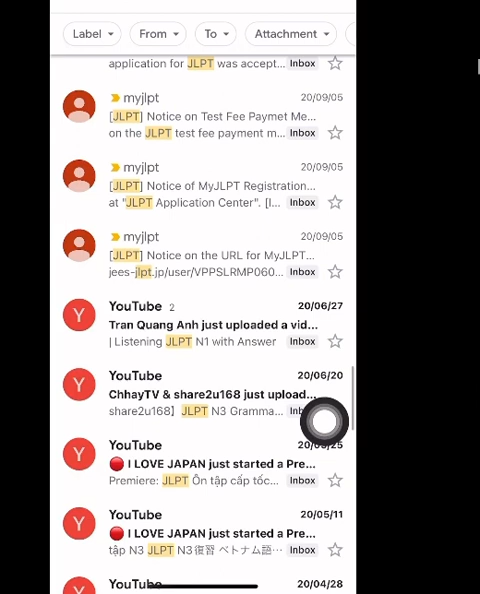 Label
From
To
Attachment
application for JLPT was accept... Inbox
myjlpt 20/09/05
[JLPT] Notice on Test Fee Paymet Me...
on the JLPT test fee payment m... Inbox
myjlpt 20/09/05
[JLPT] Notice of MyJLPT Registration...
at "JLPT Application Center". [I... Inbox
myjlpt 20/09/05
[JLPT] Notice on the URL for MyJLPT...
jees-jlpt.jp/user/VPPSLRMP060... Inbox
Y YouTube 2 20/06/27
Tran Quang Anh just uploaded a vid...
| Listening JLPT N1 with Answer Inbox
Y YouTube 20/06/20
ChhayTV & share2u168 just upload...
share2u168】 JLPT N3 Gramma...
Y YouTube
I LOVE JAPAN just started a Pre...
Premiere: JLPT Ôn tập cấp tốc... Inbox
Y YouTube 20/05/11
I LOVE JAPAN just started a Pre...
tập N3 JLPT N3復習 ベトナム語... Inbox
Y YouTube 20/04/28